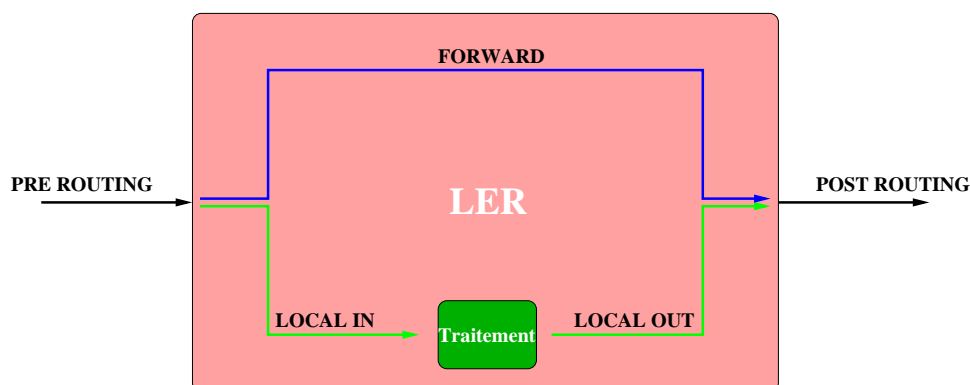 FORWARD
PRE ROUTING
LER
POST ROUTING
LOCAL IN
Traitement
LOCAL OUT